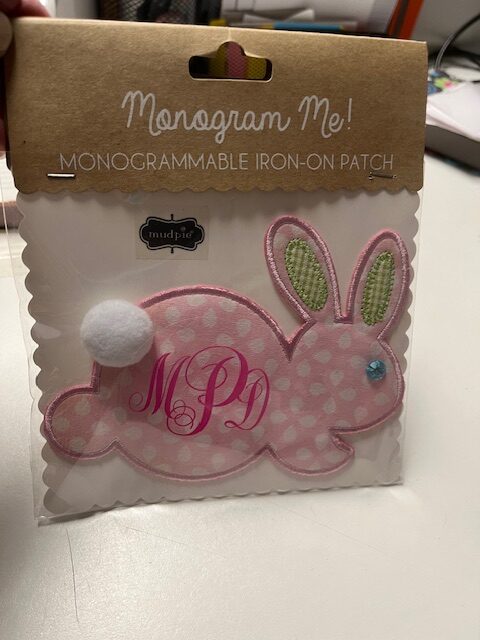 Monogram Me!
MONOGRAMMABLE IRON-ON PATCH
mudpie
MPD